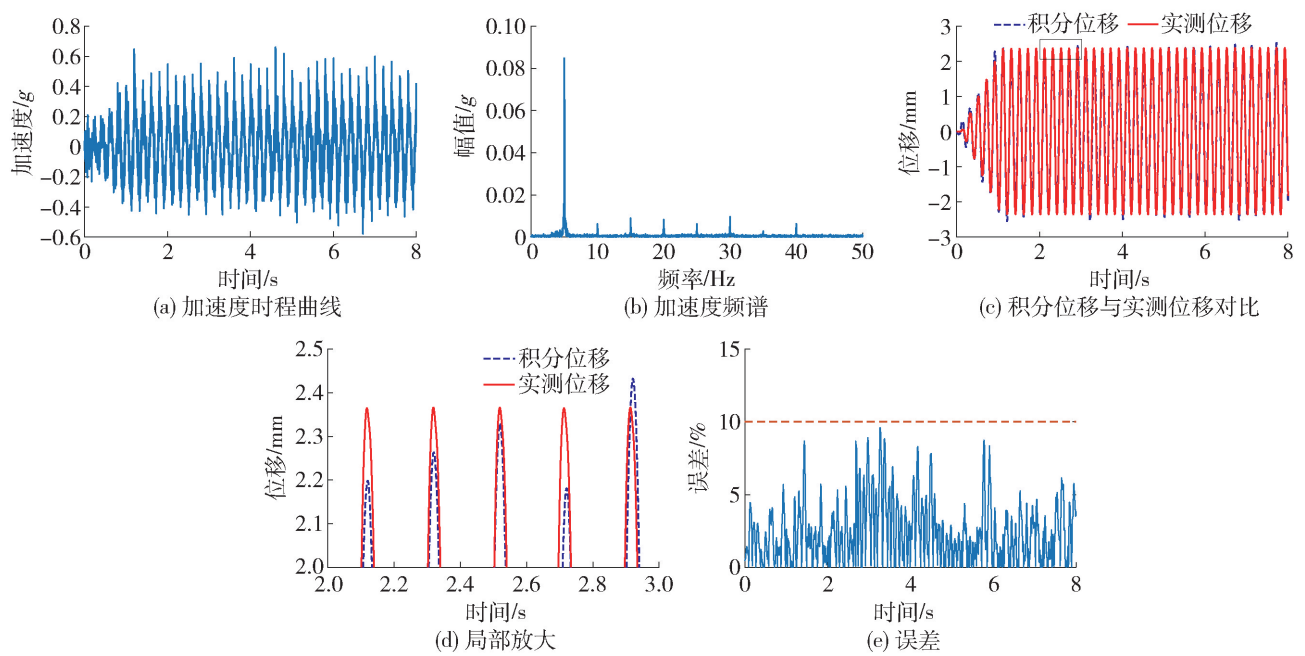 0.8
0.6
0.4
0.2
0
−0.2
−0.4
−0.6
加速度/g
0 2 4 6 8
时间/s
(a) 加速度时程曲线
0.10
0.08
0.06
0.04
0.02
0
幅值/g
0 10 20 30 40 50
频率/Hz
(b) 加速度频谱
积分位移 实测位移
3
2
1
0
−1
−2
−3
位移/mm
0 2 4 6 8
时间/s
(c) 积分位移与实测位移对比
积分位移
实测位移
2.5
2.4
2.3
2.2
2.1
2.0
位移/mm
2.0 2.2 2.4 2.6 2.8 3.0
时间/s
(d) 局部放大
15
10
5
0
误差/%
0 2 4 6 8
时间/s
(e) 误差